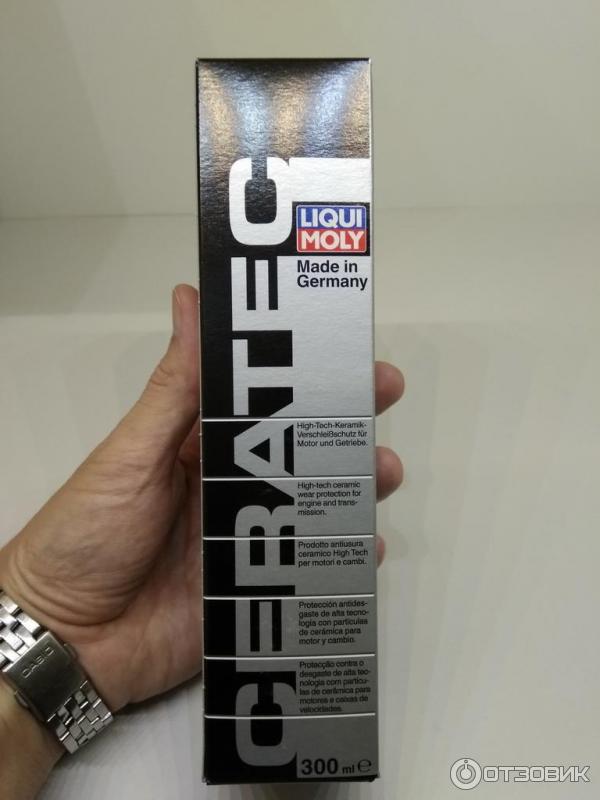 CERATEC
LIQUI
MOLY
Made in
Germany
High-Tech-Keramik-
Verschleißschutz für
Motor und Getriebe.
High-tech ceramic
wear protection for
engine and trans-
mission.
Prodotto antiusura
ceramico High Tech
per motori e cambi.
Protección antides-
gaste de alta tecno-
logía con partículas
de cerámica para
motor y cambio.
Protecção contra o
desgaste de alta tec-
nologia com partícu-
las de cerâmica para
motores e caixas de
velocidades.
300 ml ℮
CASIO
ОТЗОВИК